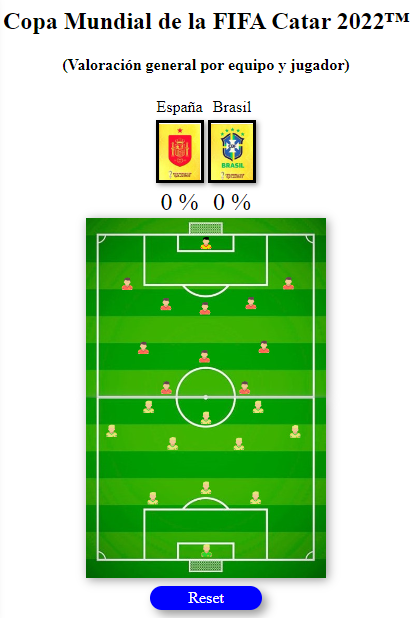 Copa Mundial de la FIFA Catar 2022™
(Valoración general por equipo y jugador)
España Brasil
BRASIL
0 % 0 %
Reset